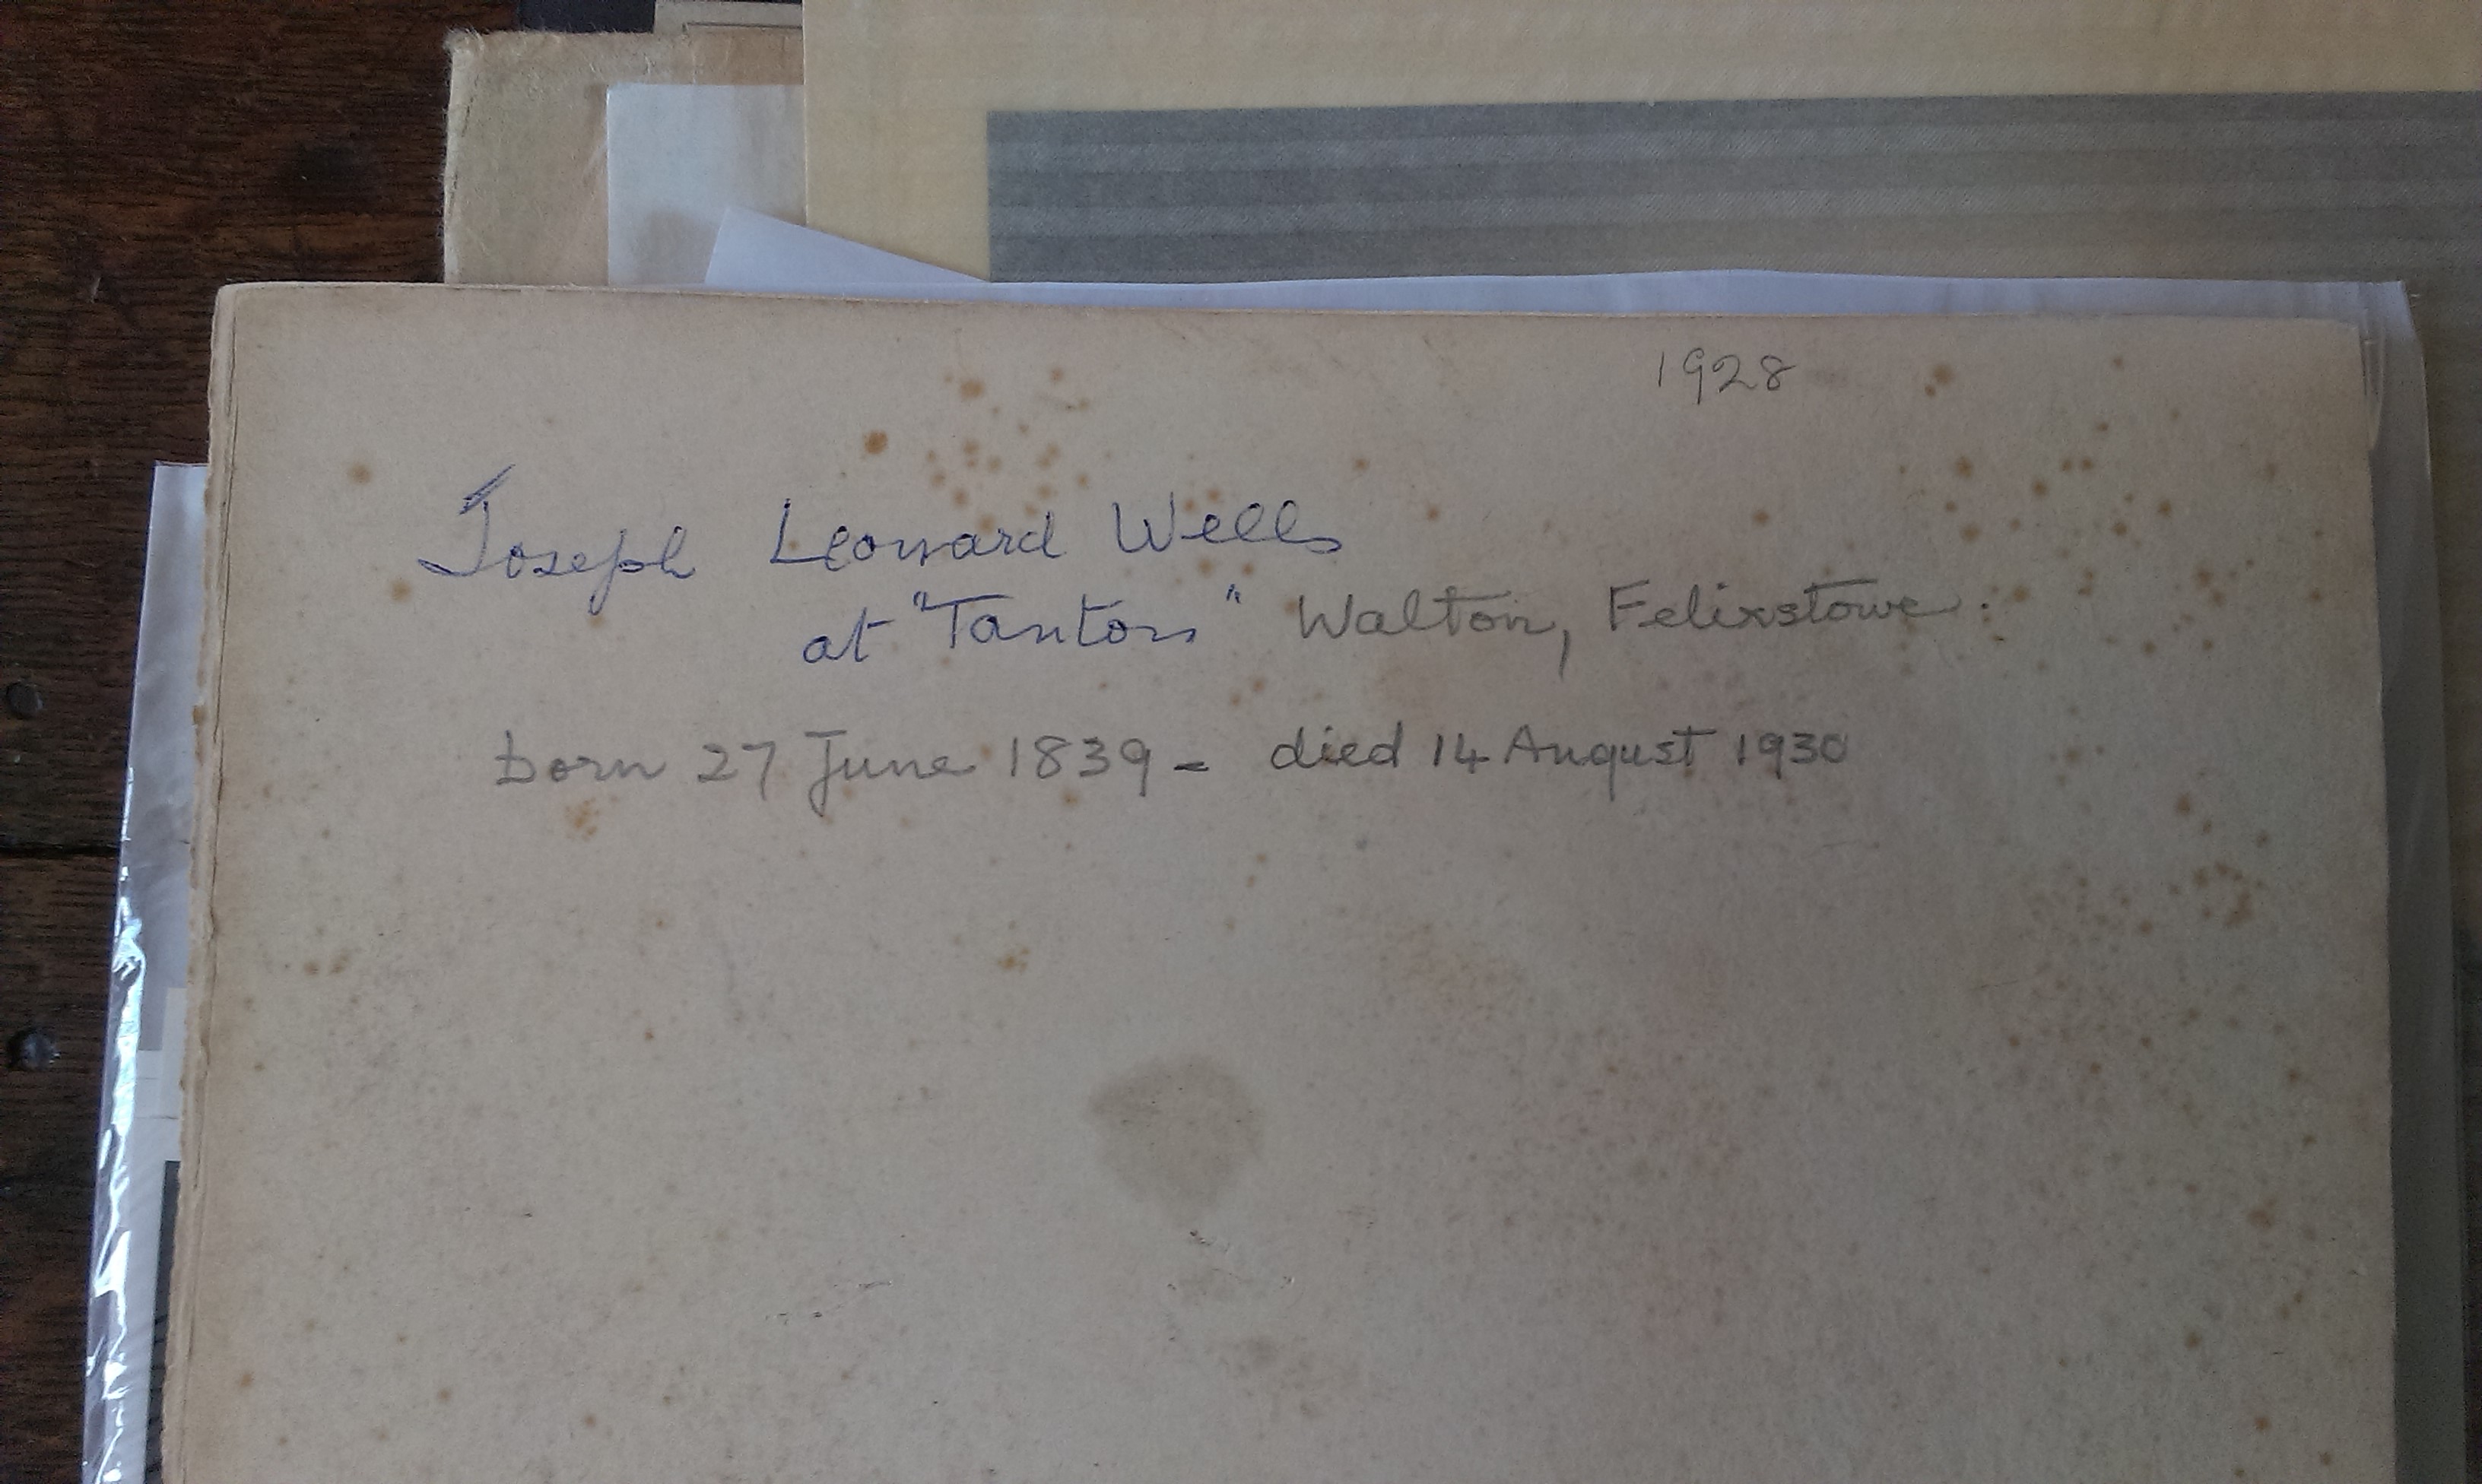 1928
Joseph Leonard Wells
at "Tantons" Walton, Felixstowe.
born 27 June 1839 - died 14 August 1930